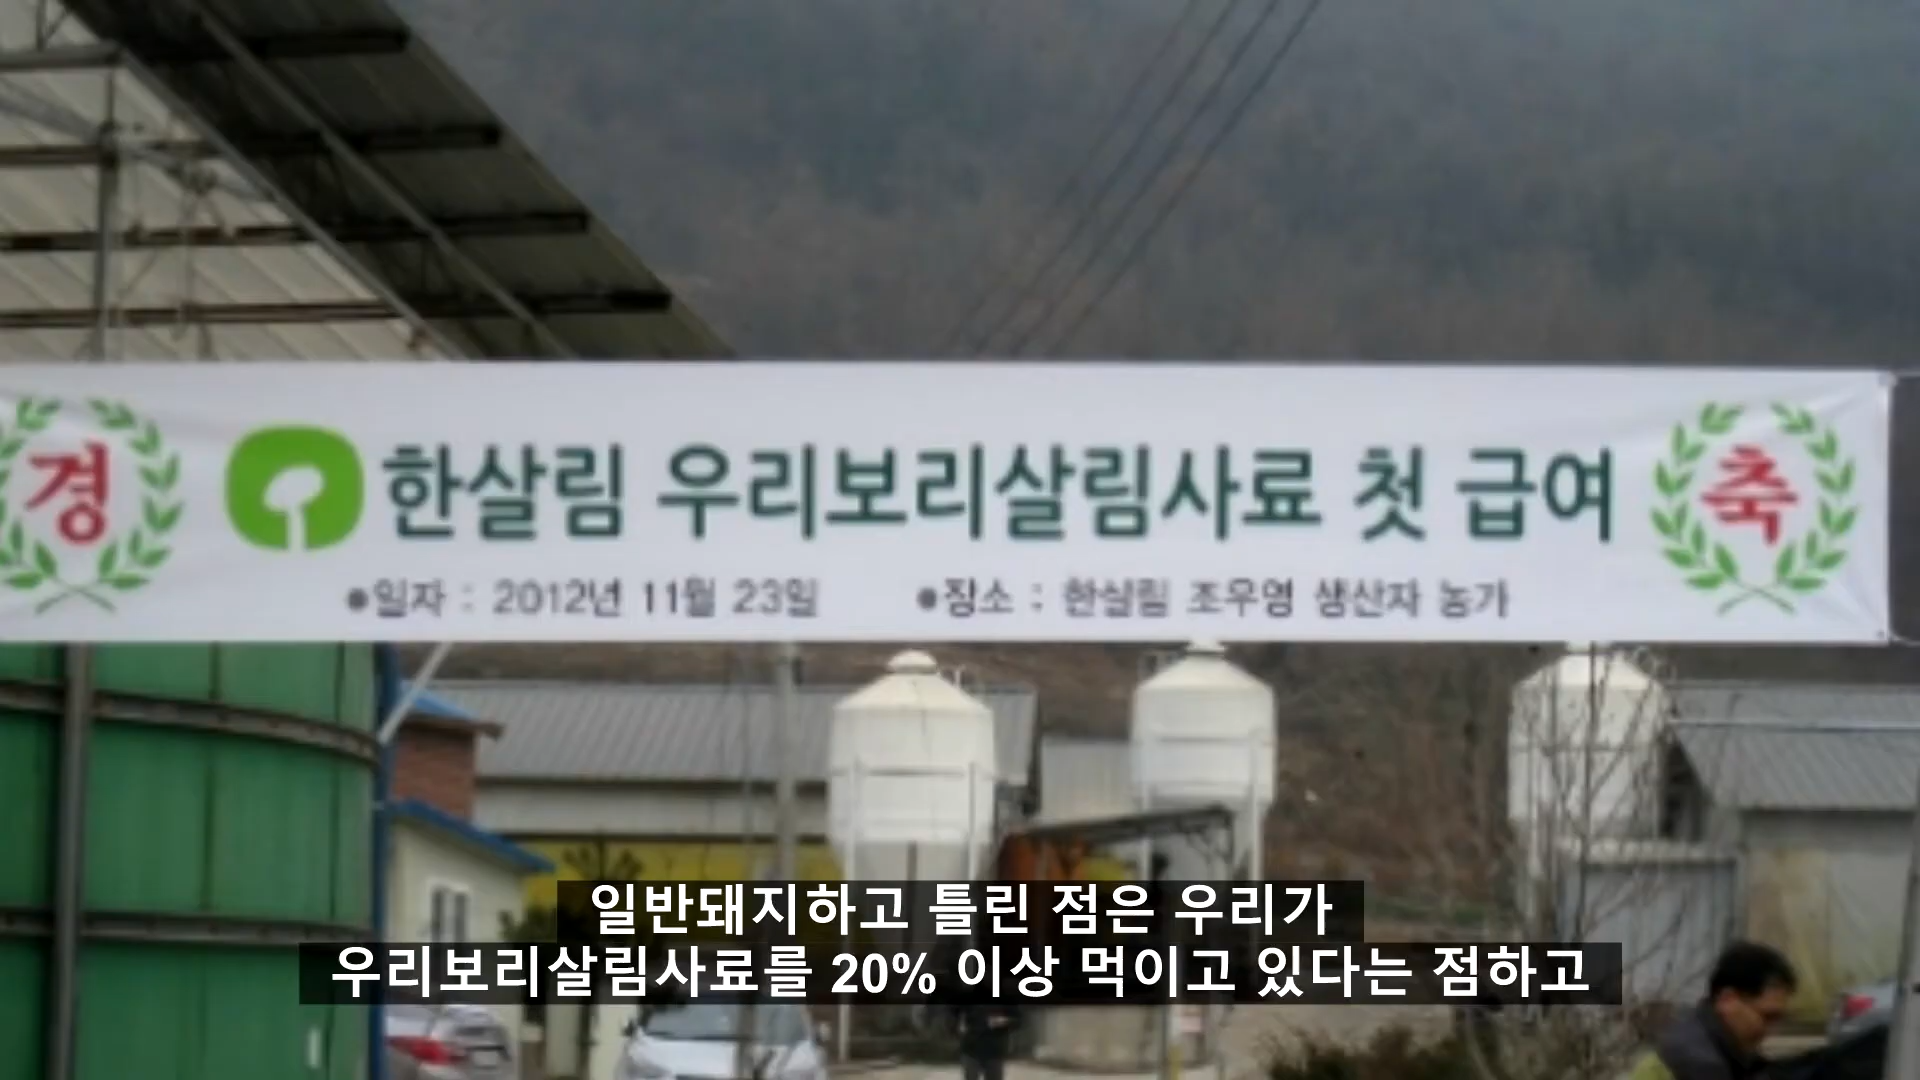 경 한살림 우리보리살림사료 첫 급여 축
●일자 : 2012년 11월 23일 ●장소 : 한살림 조우영 생산자 농가
일반돼지하고 틀린 점은 우리가
우리보리살림사료를 20% 이상 먹이고 있다는 점하고